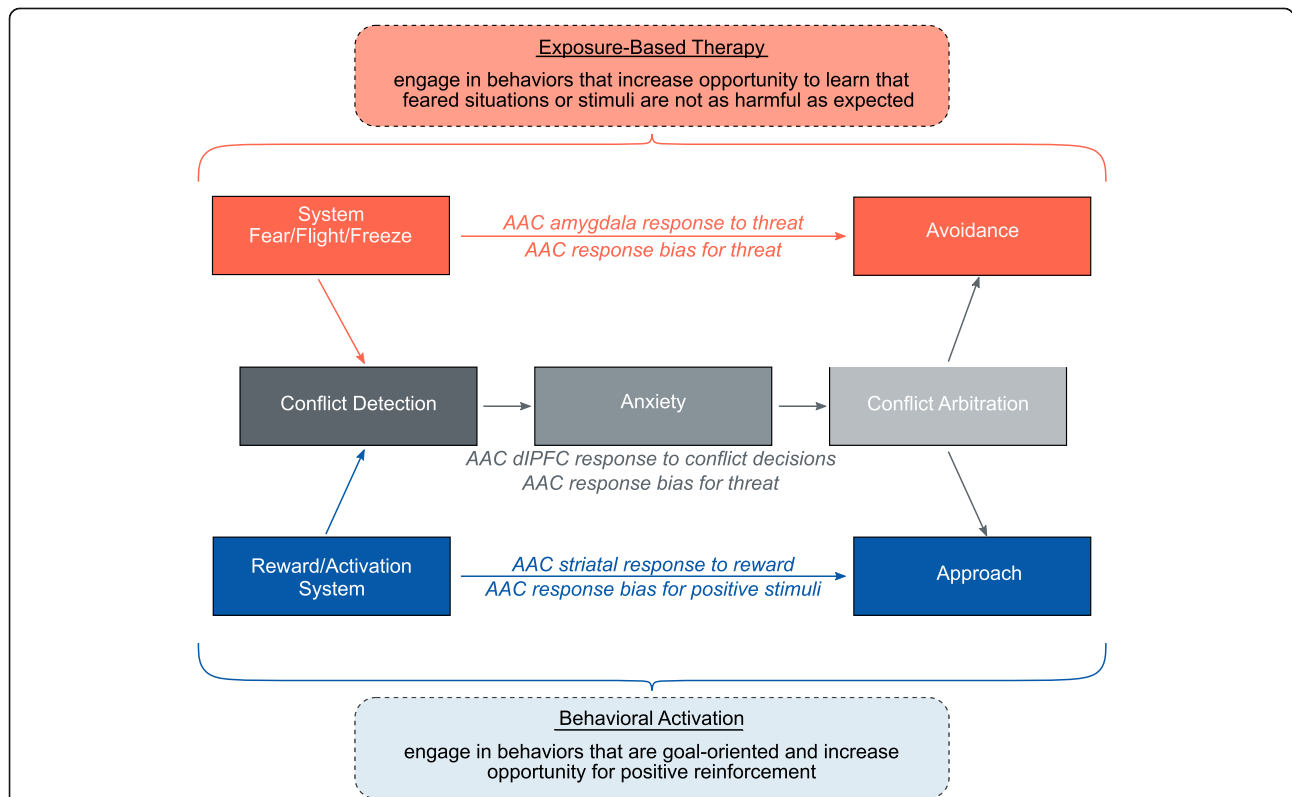 Exposure-Based Therapy
engage in behaviors that increase opportunity to learn that
feared situations or stimuli are not as harmful as expected
System
Fear/Flight/Freeze
AAC amygdala response to threat
AAC response bias for threat
Avoidance
Conflict Detection
Anxiety
Conflict Arbitration
AAC dlPFC response to conflict decisions
AAC response bias for threat
Reward/Activation
System
AAC striatal response to reward
AAC response bias for positive stimuli
Approach
Behavioral Activation
engage in behaviors that are goal-oriented and increase
opportunity for positive reinforcement